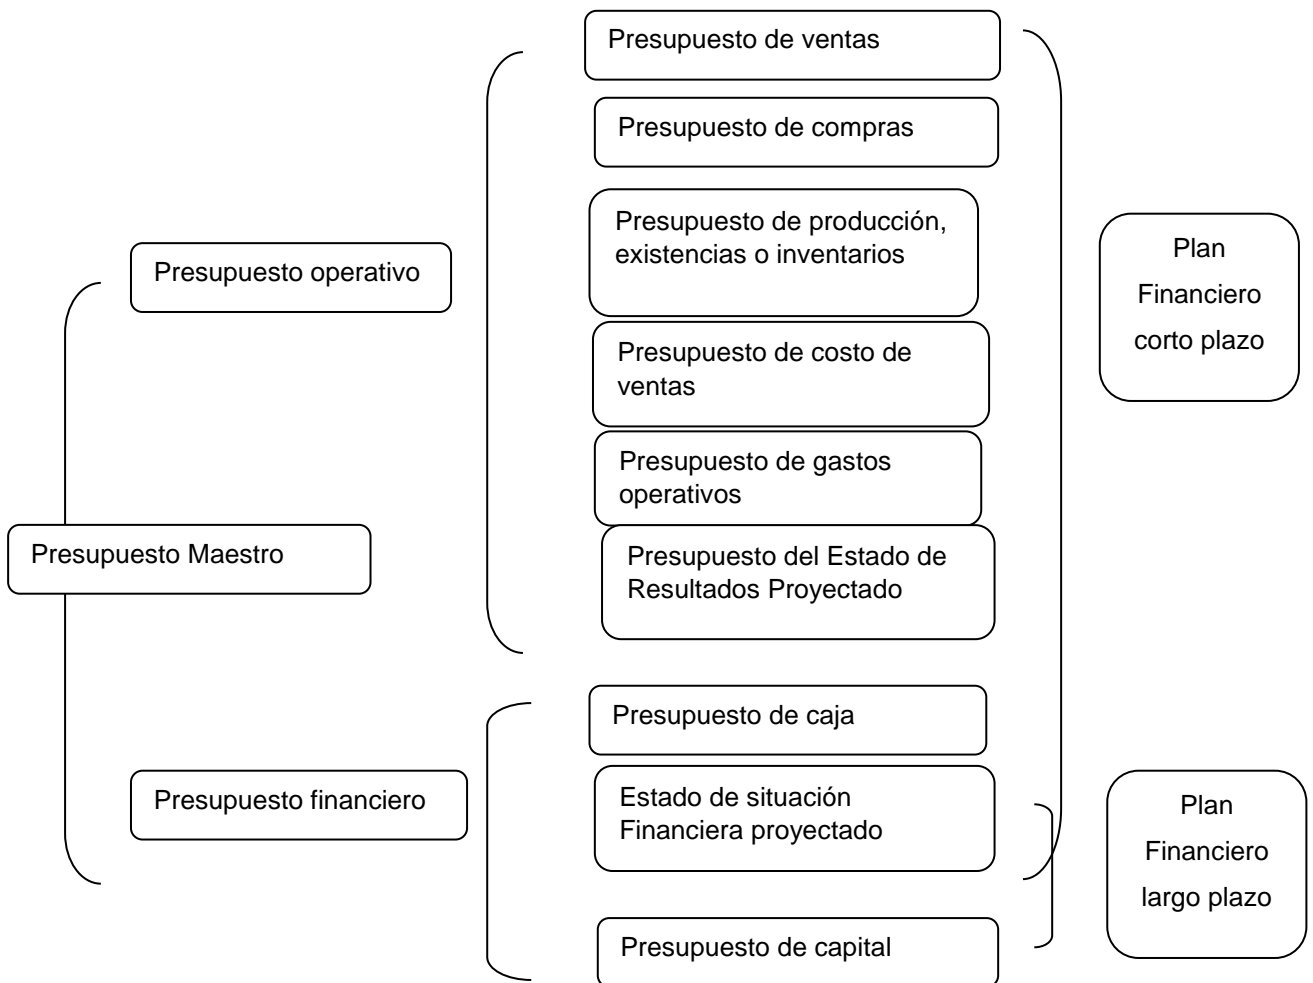 Presupuesto de ventas
Presupuesto de compras
Presupuesto de producción,
existencias o inventarios
Plan
Financiero
corto plazo
Presupuesto operativo
Presupuesto de costo de
ventas
Presupuesto de gastos
operativos
Presupuesto Maestro
Presupuesto del Estado de
Resultados Proyectado
Presupuesto de caja
Presupuesto financiero
Estado de situación
Financiera proyectado
Plan
Financiero
largo plazo
Presupuesto de capital